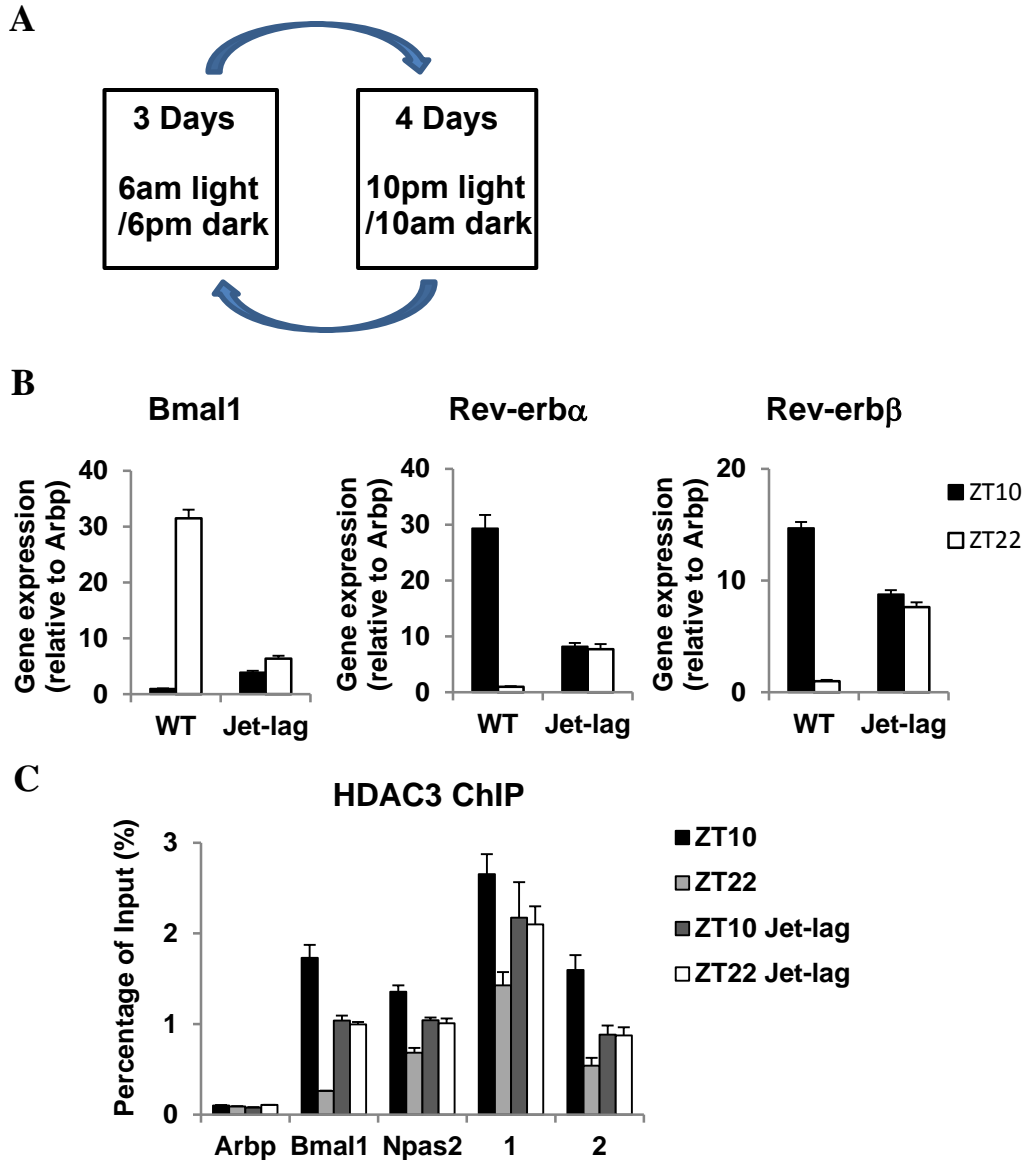 A
3 Days
6am light
/6pm dark
4 Days
10pm light
/10am dark
B
Bmal1
Gene expression
(relative to Arbp)
40
30
20
10
0
WT Jet-lag
Rev-erbα
Gene expression
(relative to Arbp)
40
30
20
10
0
WT Jet-lag
Rev-erbβ
Gene expression
(relative to Arbp)
20
10
0
WT Jet-lag
ZT10
ZT22
C
HDAC3 ChIP
Percentage of Input (%)
3
2
1
0
Arbp Bmal1 Npas2 1 2
ZT10
ZT22
ZT10 Jet-lag
ZT22 Jet-lag